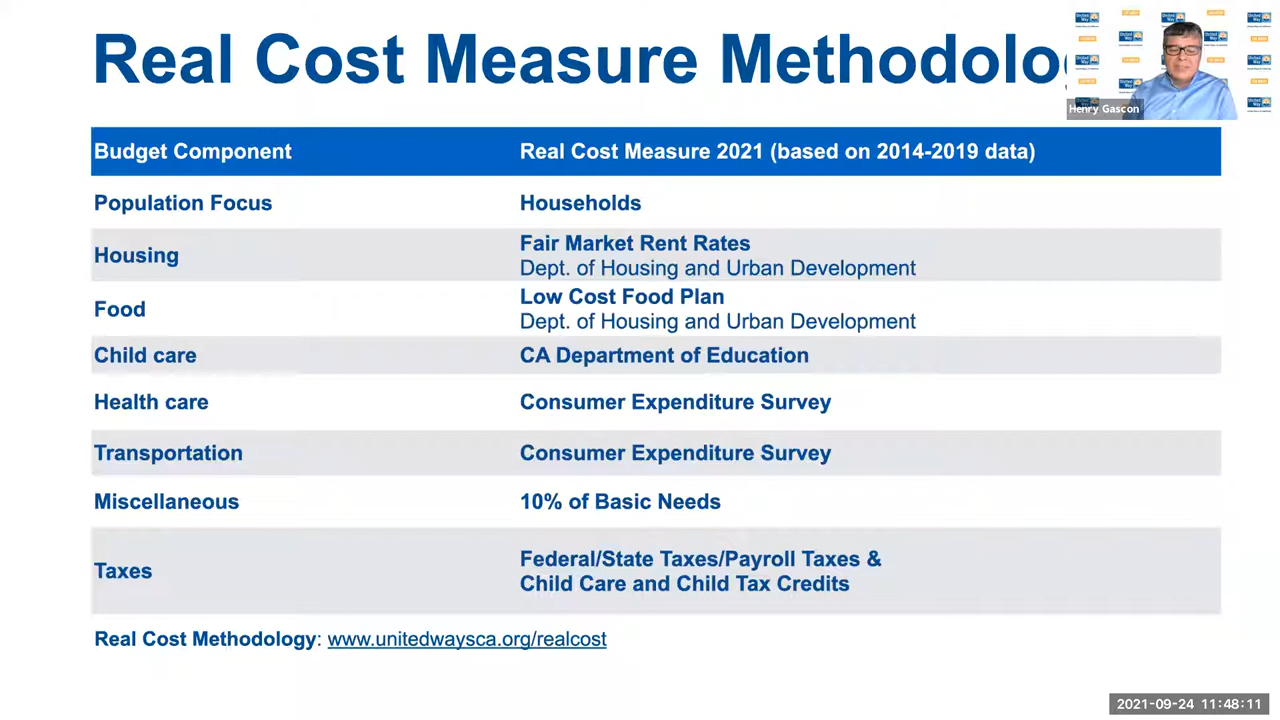 Real Cost Measure Methodolo
Henry Gascon
Budget Component
Real Cost Measure 2021 (based on 2014-2019 data)
Population Focus
Households
Housing
Fair Market Rent Rates
Dept. of Housing and Urban Development
Food
Low Cost Food Plan
Dept. of Housing and Urban Development
Child care
CA Department of Education
Health care
Consumer Expenditure Survey
Transportation
Consumer Expenditure Survey
Miscellaneous
10% of Basic Needs
Taxes
Federal/State Taxes/Payroll Taxes &
Child Care and Child Tax Credits
Real Cost Methodology: www.unitedwaysca.org/realcost
2021-09-24 11:48:11